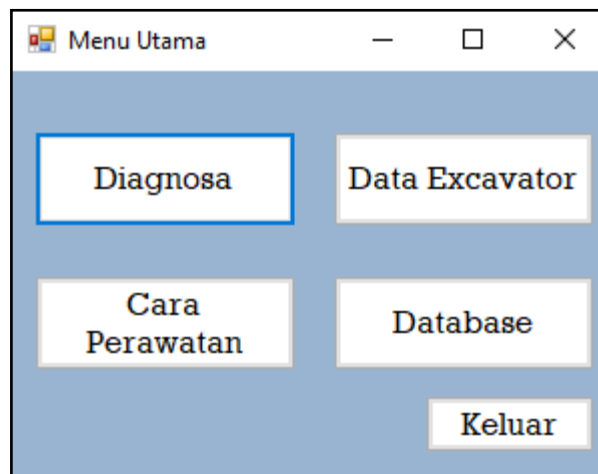 Menu Utama
Diagnosa
Data Excavator
Cara
Perawatan
Database
Keluar